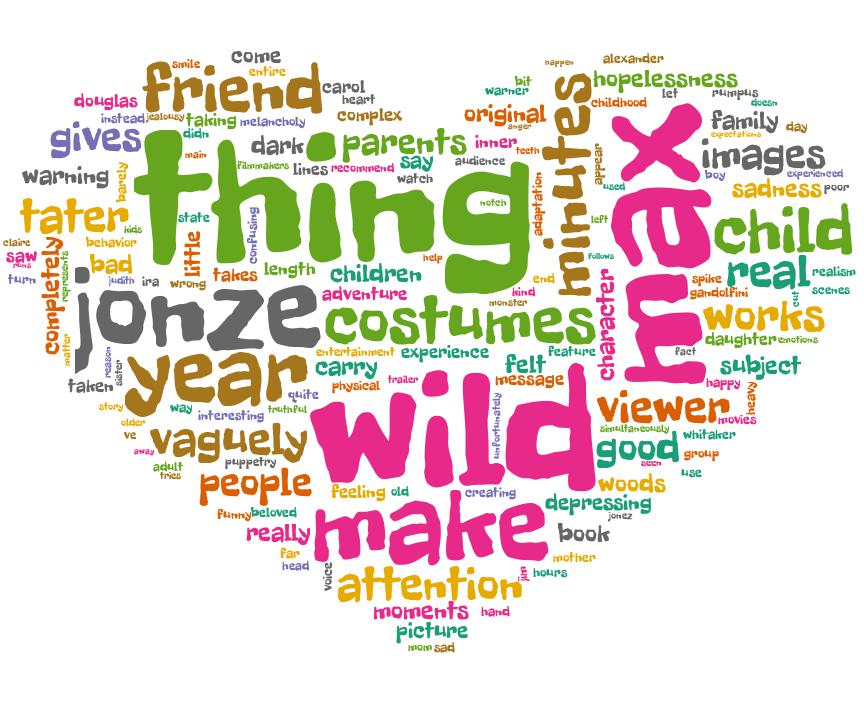 come
happen
alexander
smile
entire
friend
carol
bit
warner
minutes
hopelessness
let
rumpus
douglas
heart
childhood
doesn
instead
jealousy
taking
melancholy
complex
original
anger
max
family
day
gives
didn
dark
parents
inner
expectations
main
lines
say
teeth
images
warning
barely
thing
filmmakers
recommend
watch
audience
appear
boy
experienced
used
sadness
poor
tater
kids
state
confusing
notch
adaptation
left
child
claire
saw
runs
completely
behavior
little
help
follows
turn
represents
bad
judith
ira
wrong
takes
length
children
end
real
realism
spike
gandolfini
cut
scenes
jonze
adventure
kind
monster
character
works
costumes
matter
reason
sister
year
entertainment
experience
feature
fact
daughter
emotions
taken
carry
felt
subject
physical
trailer
message
happy
heavy
quite
story
way
interesting
truthful
wild
unfortunately
viewer
movies
older
ve
vaguely
simultaneously
whitaker
away
good
group
adult
puppetry
seen
tries
use
people
feeling
old
creating
woods
depressing
funny
beloved
make
jonez
really
book
far
mother
head
voice
attention
jim
hours
moments
hand
picture
mom
sad